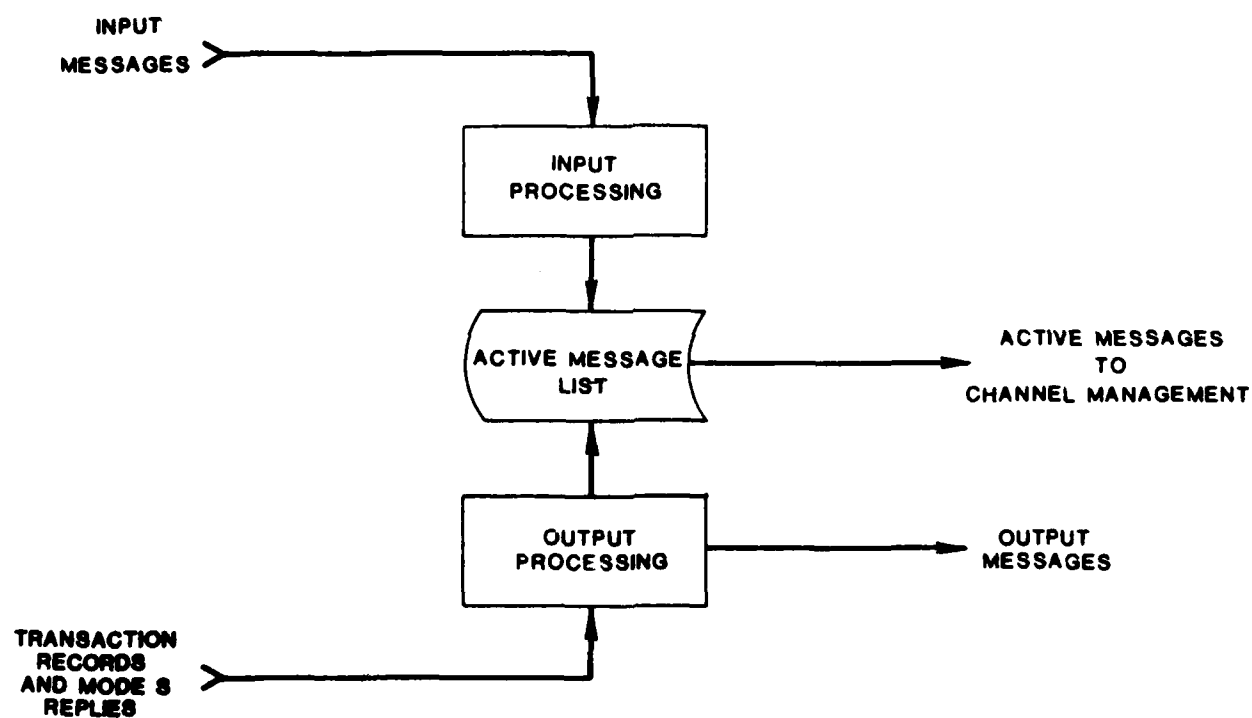 INPUT
MESSAGES
INPUT
PROCESSING
ACTIVE MESSAGE
LIST
ACTIVE MESSAGES
TO
CHANNEL MANAGEMENT
OUTPUT
PROCESSING
OUTPUT
MESSAGES
TRANSACTION
RECORDS
AND MODE S
REPLIES